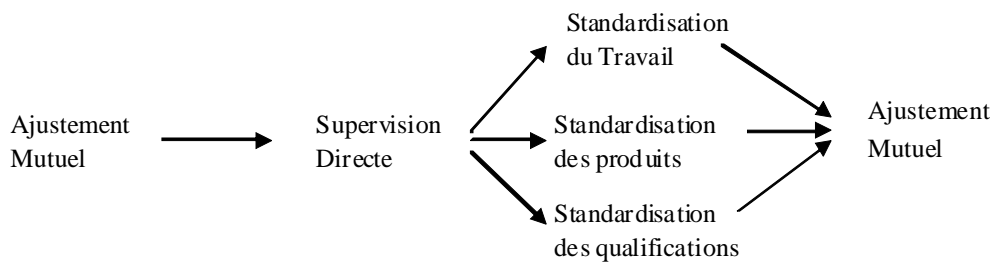 Ajustement
Mutuel
Supervision
Directe
Standardisation
du Travail
Standardisation
des produits
Standardisation
des qualifications
Ajustement
Mutuel